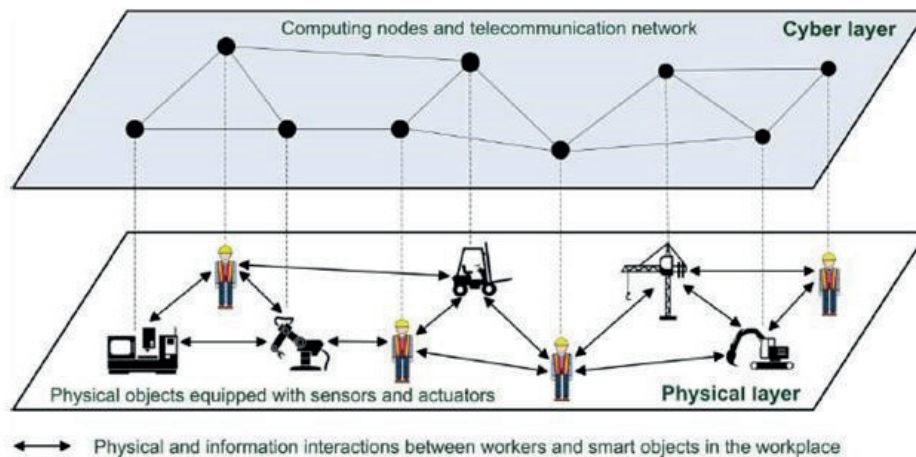 Computing nodes and telecommunication network
Cyber layer
Physical objects equipped with sensors and actuators
Physical layer
Physical and information interactions between workers and smart objects in the workplace